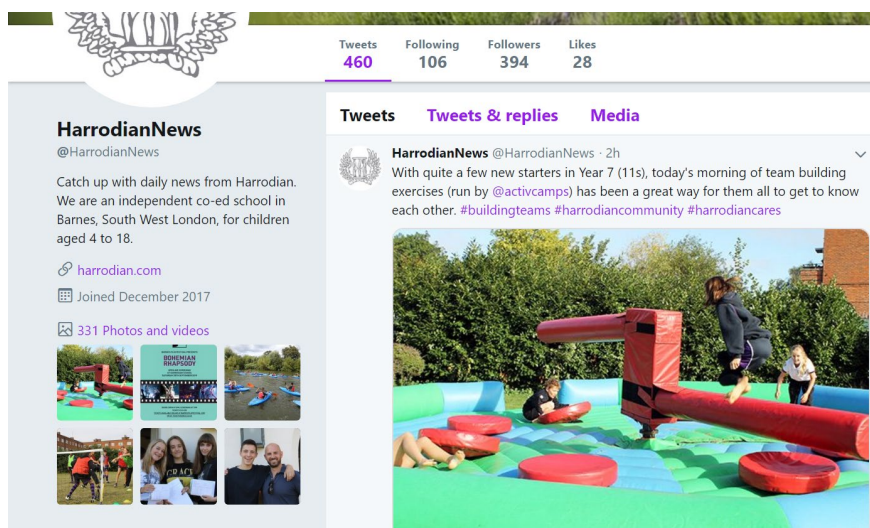 Tweets Following Followers Likes
460 106 394 28
HarrodianNews
@HarrodianNews
Catch up with daily news from Harrodian.
We are an independent co-ed school in
Barnes, South West London, for children
aged 4 to 18.
harrodian.com
Joined December 2017
331 Photos and videos
BOHEMIAN
RHAPSODY
Tweets Tweets & replies Media
HarrodianNews @HarrodianNews · 2h
With quite a few new starters in Year 7 (11s), today's morning of team building
exercises (run by @activcamps) has been a great way for them all to get to know
each other. #buildingteams #harrodiancommunity #harrodiancares